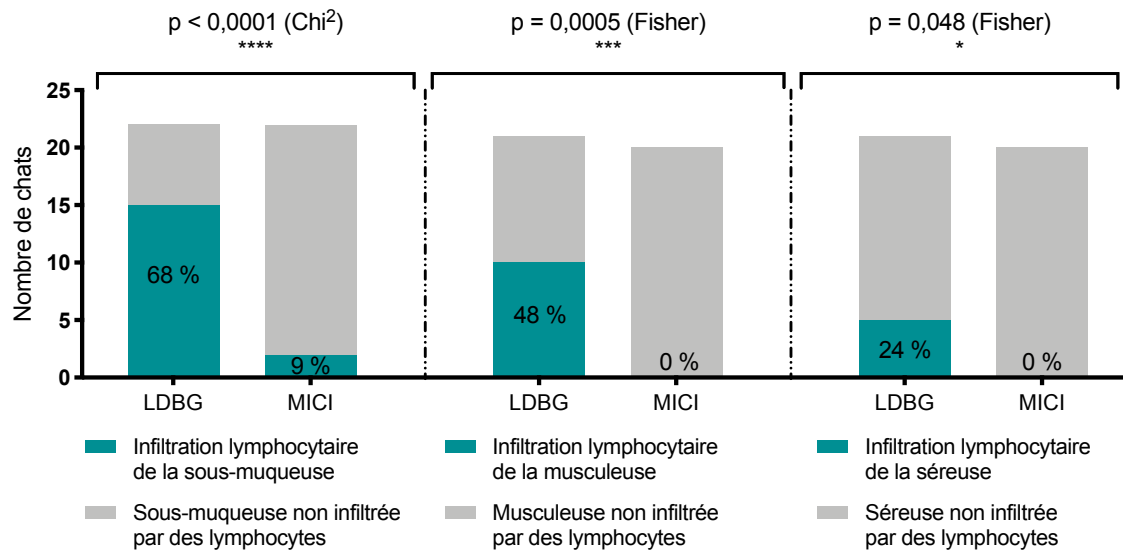 p < 0,0001 (Chi²)
****
p = 0,0005 (Fisher)
***
p = 0,048 (Fisher)
*
Nombre de chats
25
20
15
10
5
0
68 %
9 %
48 %
0 %
24 %
0 %
LDBG
MICI
LDBG
MICI
LDBG
MICI
Infiltration lymphocytaire
de la sous-muqueuse
Sous-muqueuse non infiltrée
par des lymphocytes
Infiltration lymphocytaire
de la musculeuse
Musculeuse non infiltrée
par des lymphocytes
Infiltration lymphocytaire
de la séreuse
Séreuse non infiltrée
par des lymphocytes